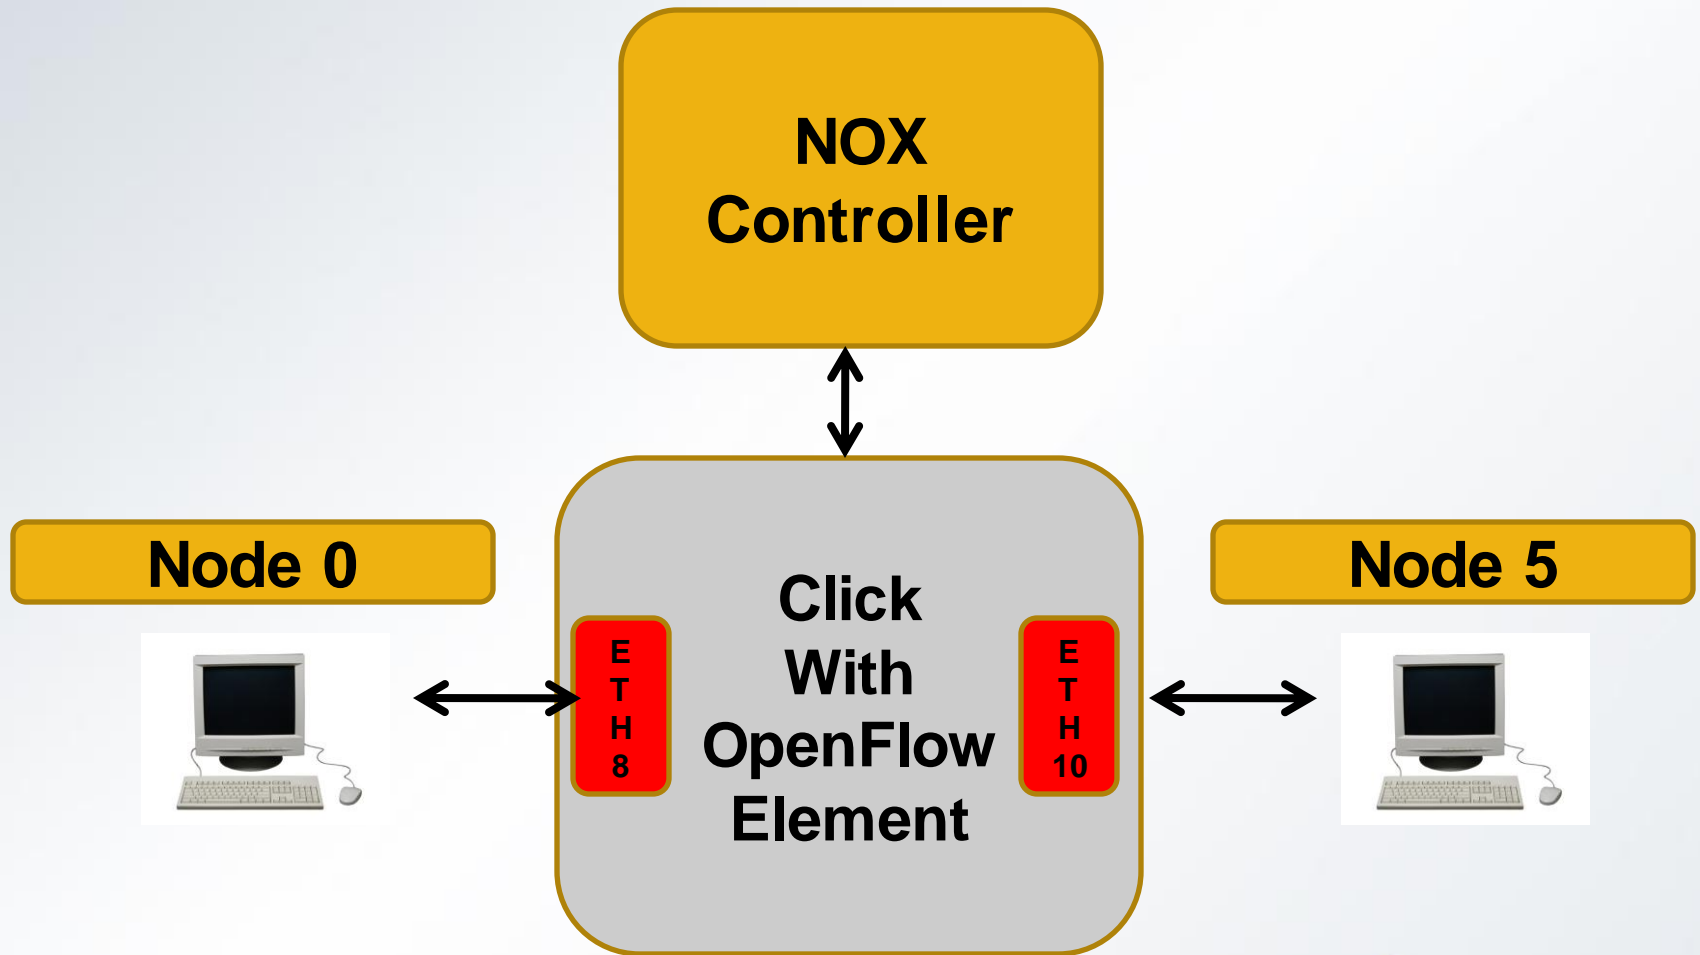 NOX
Controller
Node 0
Node 5
Click
With
OpenFlow
Element
E
T
H
8
E
T
H
10